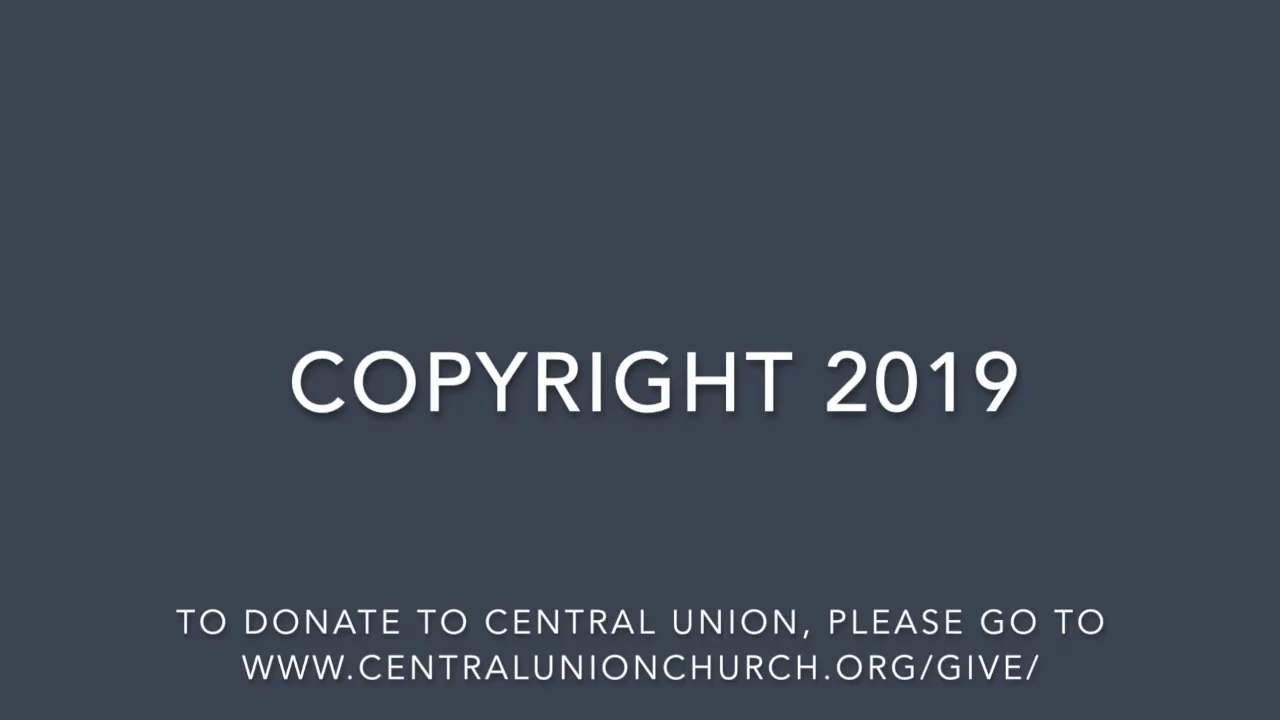 COPYRIGHT 2019
TO DONATE TO CENTRAL UNION, PLEASE GO TO
WWW.CENTRALUNIONCHURCH.ORG/GIVE/